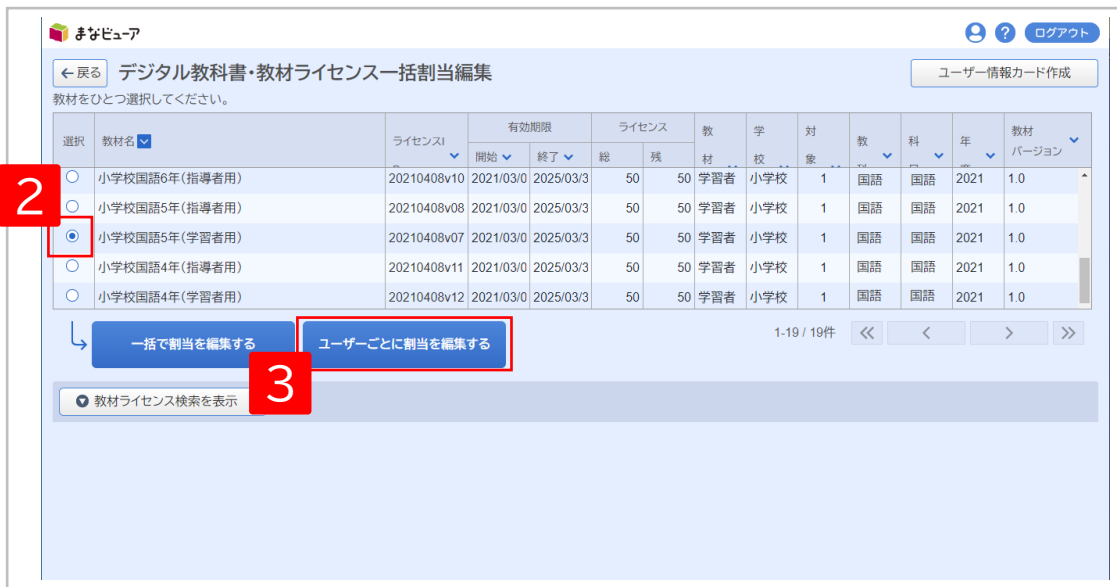 まなビューア
ログアウト
←戻る デジタル教科書・教材ライセンス一括割当編集 ユーザー情報カード作成
教材をひとつ選択してください。
選択 教材名 ライセンスI 有効期限 ライセンス 教 学 対 教 科 年 教材
開始 終了 総 残 材 校 象 バージョン
小学校国語6年(指導者用) 20210408v10 2021/03/0 2025/03/3 50 50 学習者 小学校 1 国語 国語 2021 1.0
2
小学校国語5年(指導者用) 20210408v08 2021/03/0 2025/03/3 50 50 学習者 小学校 1 国語 国語 2021 1.0
小学校国語5年(学習者用) 20210408v07 2021/03/0 2025/03/3 50 50 学習者 小学校 1 国語 国語 2021 1.0
小学校国語4年(指導者用) 20210408v11 2021/03/0 2025/03/3 50 50 学習者 小学校 1 国語 国語 2021 1.0
小学校国語4年(学習者用) 20210408v12 2021/03/0 2025/03/3 50 50 学習者 小学校 1 国語 国語 2021 1.0
一括で割当を編集する ユーザーごとに割当を編集する 1-19 / 19件
3
教材ライセンス検索を表示